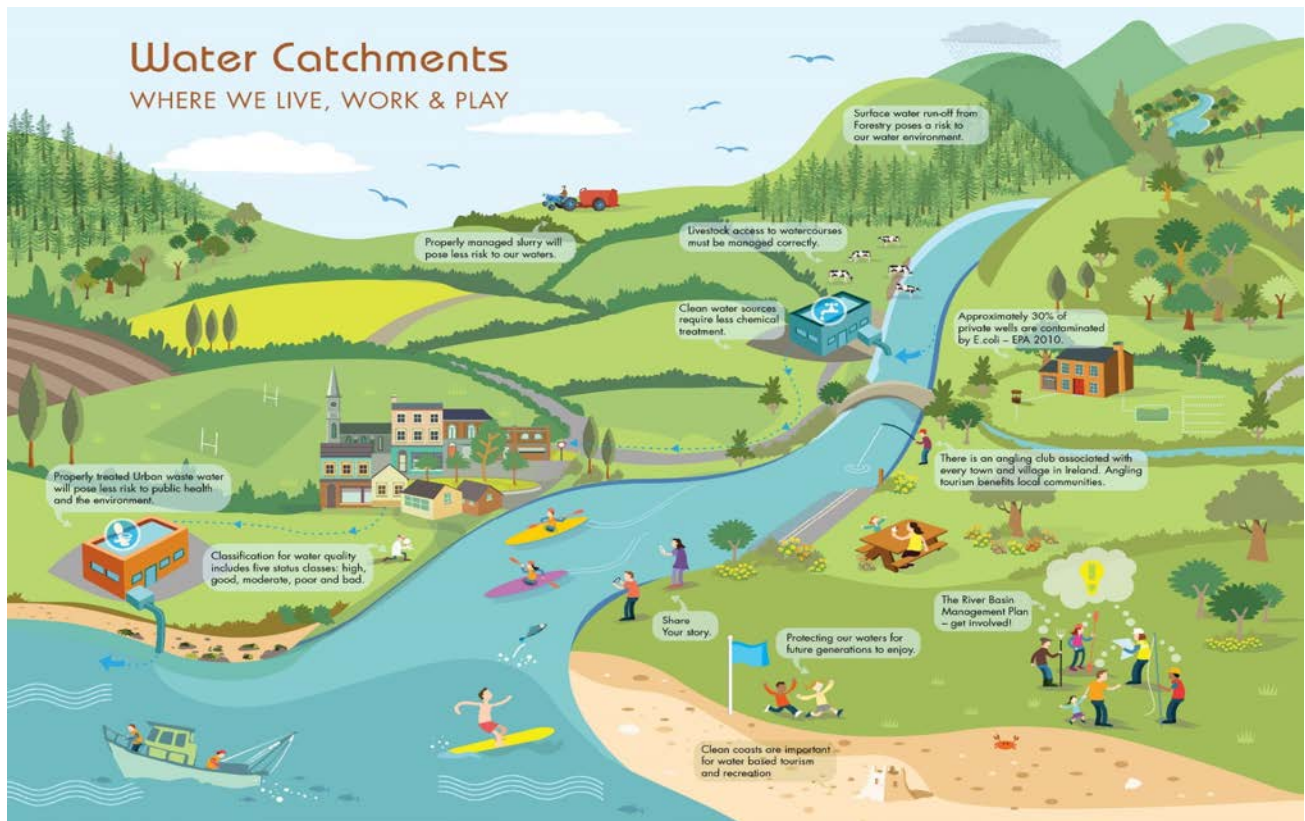 Water Catchments
WHERE WE LIVE, WORK & PLAY
Surface water run-off from
Forestry poses a risk to
our water environment.
Properly managed slurry will
pose less risk to our waters.
Livestock access to watercourses
must be managed correctly.
Clean water sources
require less chemical
treatment.
Approximately 30% of
private wells are contaminated
by E.coli – EPA 2010.
There is an angling club associated with
every town and village in Ireland. Angling
tourism benefits local communities.
Properly treated Urban waste water
will pose less risk to public health
and the environment.
Classification for water quality
includes five status classes: high,
good, moderate, poor and bad.
Share
Your story.
Protecting our waters for
future generations to enjoy.
The River Basin
Management Plan
– get involved!
Clean coasts are important
for water based tourism
and recreation